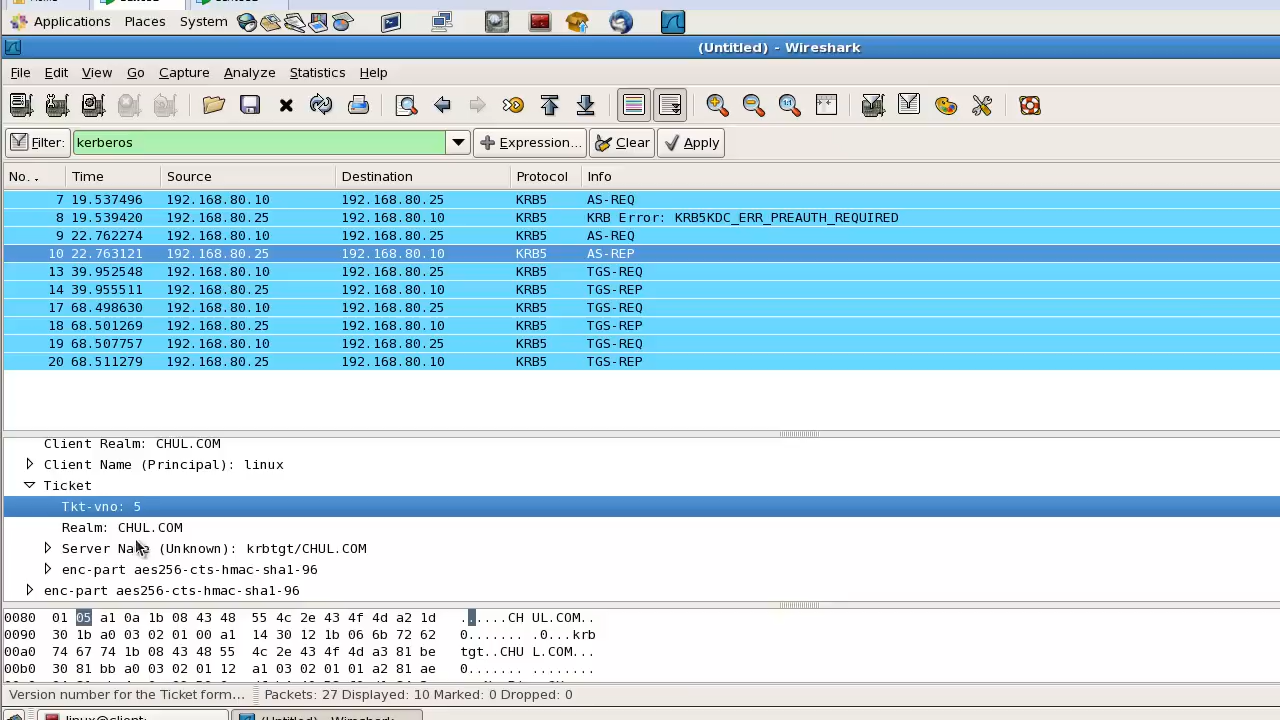 Applications Places System
(Untitled) - Wireshark
File Edit View Go Capture Analyze Statistics Help
Filter: kerberos Expression... Clear Apply
No. . Time Source Destination Protocol Info
7 19.537496 192.168.80.10 192.168.80.25 KRB5 AS-REQ
8 19.539420 192.168.80.25 192.168.80.10 KRB5 KRB Error: KRB5KDC_ERR_PREAUTH_REQUIRED
9 22.762274 192.168.80.10 192.168.80.25 KRB5 AS-REQ
10 22.763121 192.168.80.25 192.168.80.10 KRB5 AS-REP
13 39.952548 192.168.80.10 192.168.80.25 KRB5 TGS-REQ
14 39.955511 192.168.80.25 192.168.80.10 KRB5 TGS-REP
17 68.498630 192.168.80.10 192.168.80.25 KRB5 TGS-REQ
18 68.501269 192.168.80.25 192.168.80.10 KRB5 TGS-REP
19 68.507757 192.168.80.10 192.168.80.25 KRB5 TGS-REQ
20 68.511279 192.168.80.25 192.168.80.10 KRB5 TGS-REP
Client Realm: CHUL.COM
Client Name (Principal): linux
Ticket
Tkt-vno: 5
Realm: CHUL.COM
Server Name (Unknown): krbtgt/CHUL.COM
enc-part aes256-cts-hmac-sha1-96
enc-part aes256-cts-hmac-sha1-96
0080 01 05 a1 0a 1b 08 43 48 55 4c 2e 43 4f 4d a2 1d ......CH UL.COM..
0090 30 1b a0 03 02 01 00 a1 14 30 12 1b 06 6b 72 62 0....... .0...krb
00a0 74 67 74 1b 08 43 48 55 4c 2e 43 4f 4d a3 81 be tgt..CHU L.COM...
00b0 30 81 bb a0 03 02 01 12 a1 03 02 01 01 a2 81 ae 0....... ........
Version number for the Ticket form... Packets: 27 Displayed: 10 Marked: 0 Dropped: 0
linux@client: (Untitled) - Wireshark